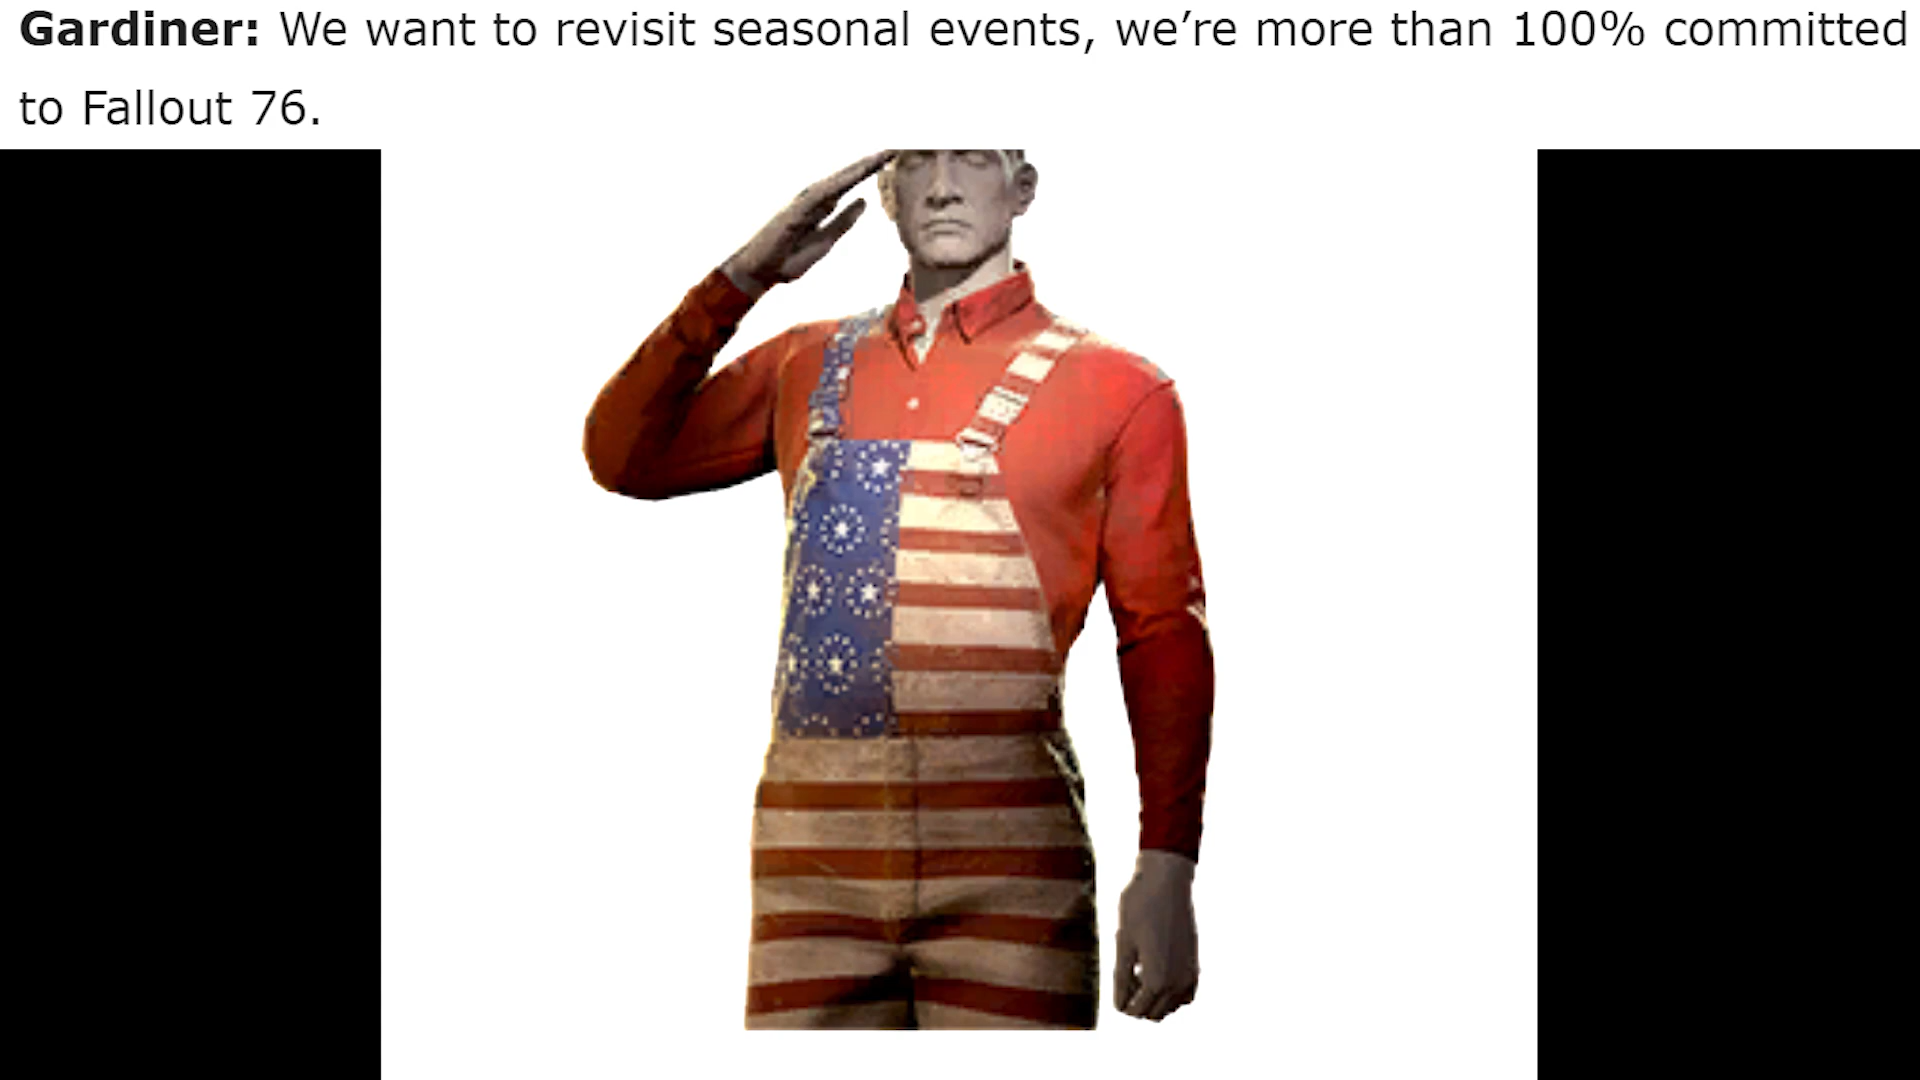 Gardiner: We want to revisit seasonal events, we’re more than 100% committed
to Fallout 76.